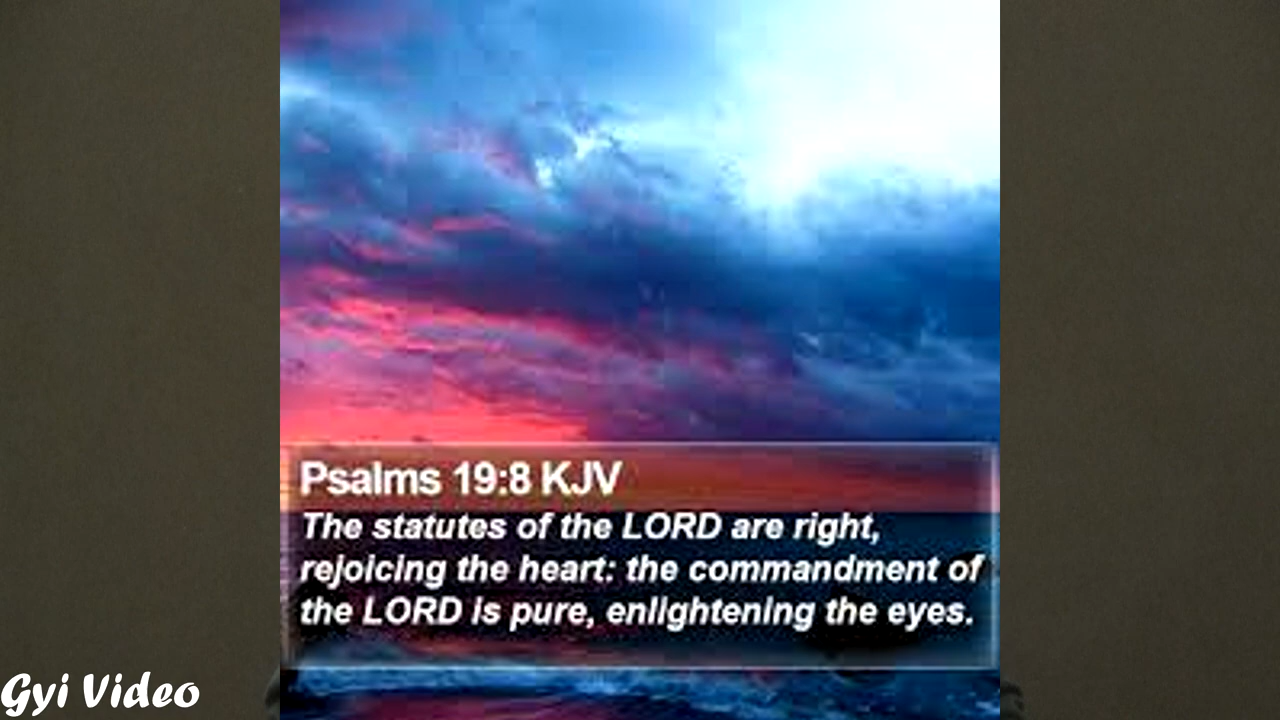 Psalms 19:8 KJV
The statutes of the LORD are right,
rejoicing the heart: the commandment of
the LORD is pure, enlightening the eyes.
Gyi Video